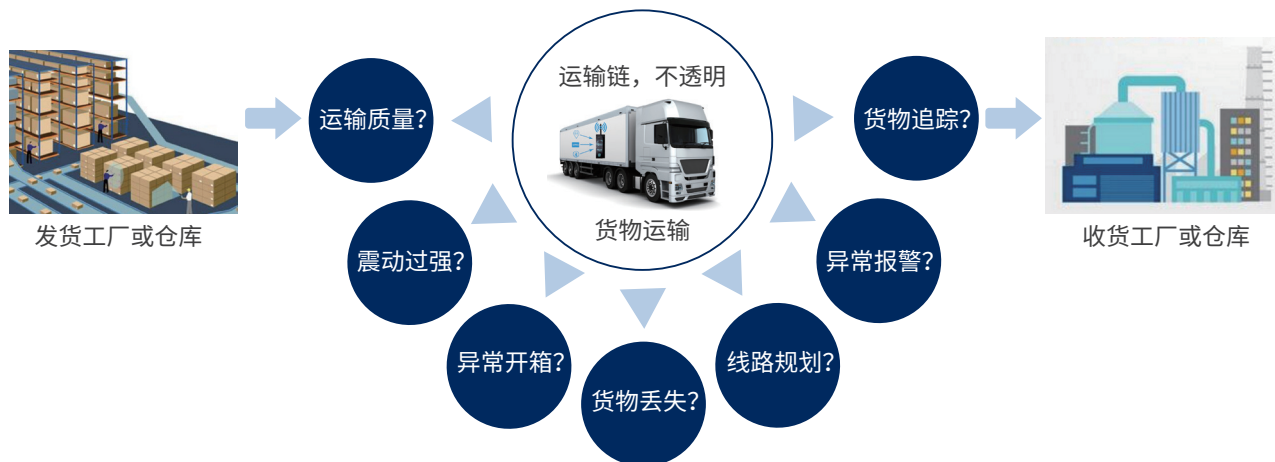 运输链，不透明
货物运输
发货工厂或仓库
运输质量？
震动过强？
异常开箱？
货物丢失？
线路规划？
异常报警？
货物追踪？
收货工厂或仓库